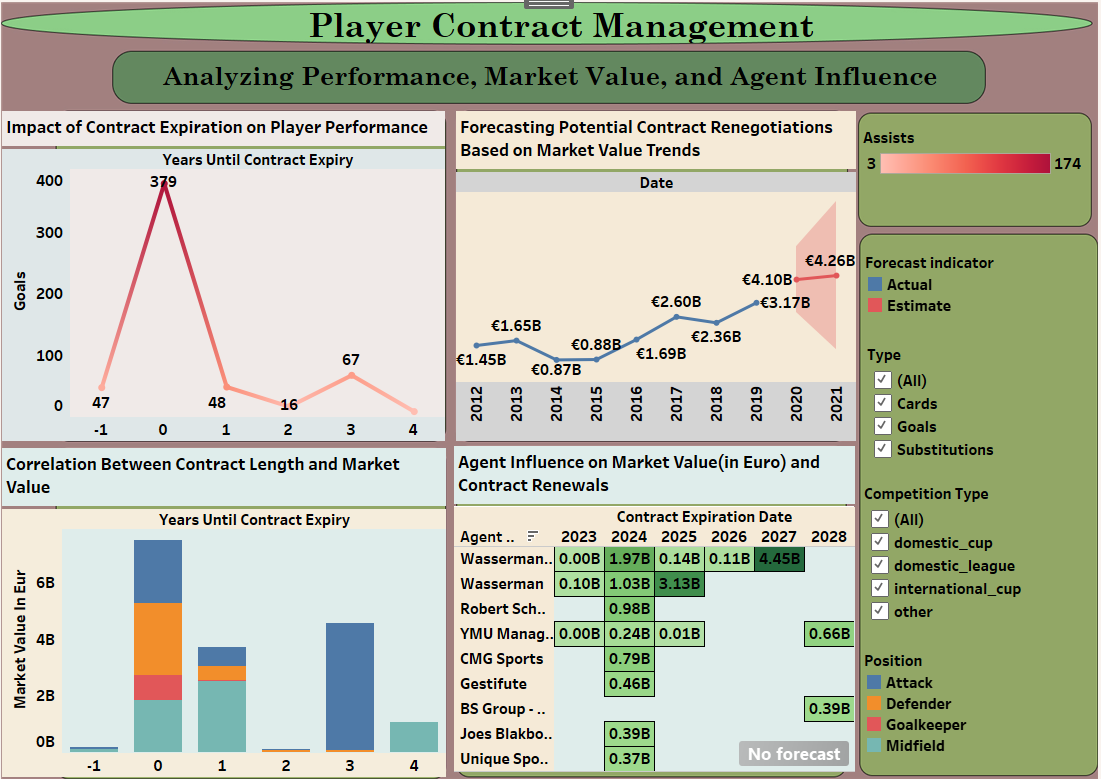 Player Contract Management
Analyzing Performance, Market Value, and Agent Influence
Impact of Contract Expiration on Player Performance
Years Until Contract Expiry
Goals
400
300
200
100
0
379
47
48
16
67
-1 0 1 2 3 4
Forecasting Potential Contract Renegotiations
Based on Market Value Trends
Date
€1.45B
€1.65B
€0.87B
€0.88B
€1.69B
€2.60B
€2.36B
€3.17B
€4.10B
€4.26B
2012 2013 2014 2015 2016 2017 2018 2019 2020 2021
Assists
3 174
Forecast indicator
Actual
Estimate
Type
(All)
Cards
Goals
Substitutions
Competition Type
(All)
domestic_cup
domestic_league
international_cup
other
Position
Attack
Defender
Goalkeeper
Midfield
Correlation Between Contract Length and Market
Value
Years Until Contract Expiry
Market Value In Eur
6B
4B
2B
0B
-1 0 1 2 3 4
Agent Influence on Market Value(in Euro) and
Contract Renewals
Contract Expiration Date
Agent .. 2023 2024 2025 2026 2027 2028
Wasserman.. 0.00B 1.97B 0.14B 0.11B 4.45B
Wasserman 0.10B 1.03B 3.13B
Robert Sch.. 0.98B
YMU Manag.. 0.00B 0.24B 0.01B 0.66B
CMG Sports 0.79B
Gestifute 0.46B
BS Group - .. 0.39B
Joes Blakbo.. 0.39B
Unique Spo.. 0.37B
No forecast